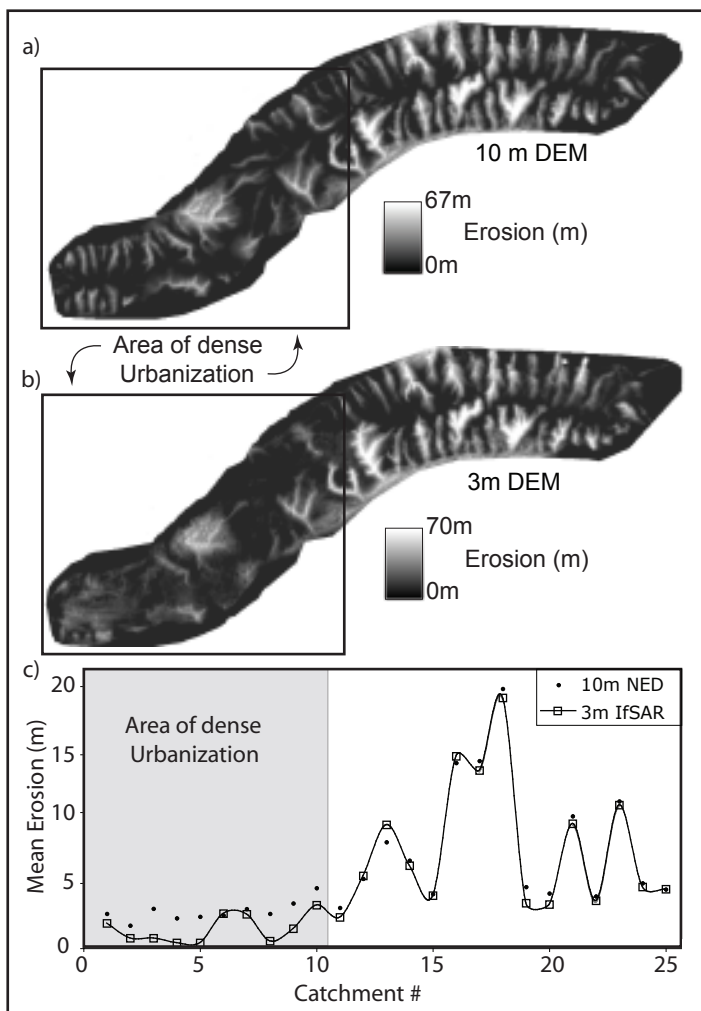 a)
10 m DEM
67m
Erosion (m)
0m
Area of dense
Urbanization
b)
3m DEM
70m
Erosion (m)
0m
c)
20
15
10
5
0
Mean Erosion (m)
Area of dense
Urbanization
10m NED
3m IfSAR
0
5
10
15
20
25
Catchment #